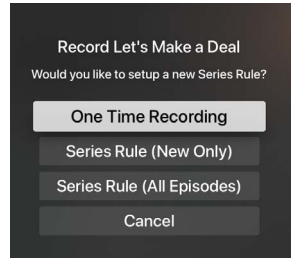 Record Let's Make a Deal
Would you like to setup a new Series Rule?
One Time Recording
Series Rule (New Only)
Series Rule (All Episodes)
Cancel